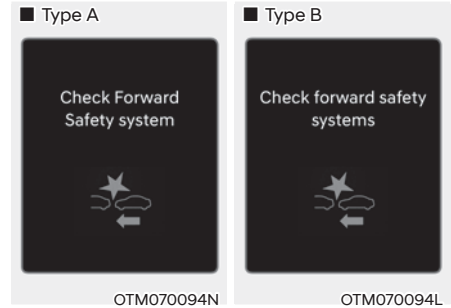 ■ Type A
Check Forward
Safety system
OTM070094N
■ Type B
Check forward safety
systems
OTM070094L